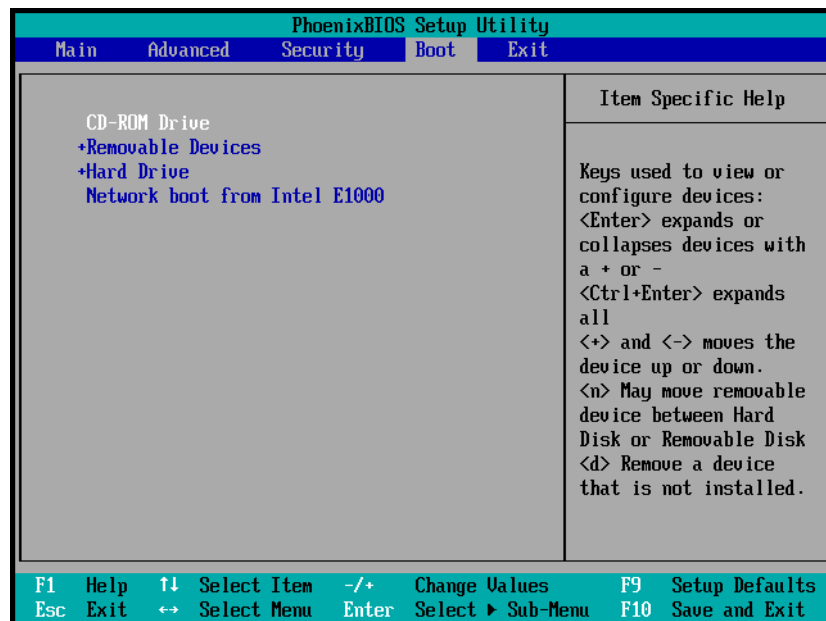 PhoenixBIOS Setup Utility
Main Advanced Security Boot Exit
CD-ROM Drive
+Removable Devices
+Hard Drive
Network boot from Intel E1000
Item Specific Help
Keys used to view or
configure devices:
<Enter> expands or
collapses devices with
a + or -
<Ctrl+Enter> expands
all
<+> and <-> moves the
device up or down.
<n> May move removable
device between Hard
Disk or Removable Disk
<d> Remove a device
that is not installed.
F1 Help ↑↓ Select Item -/+ Change Values F9 Setup Defaults
Esc Exit ↔ Select Menu Enter Select ▶ Sub-Menu F10 Save and Exit